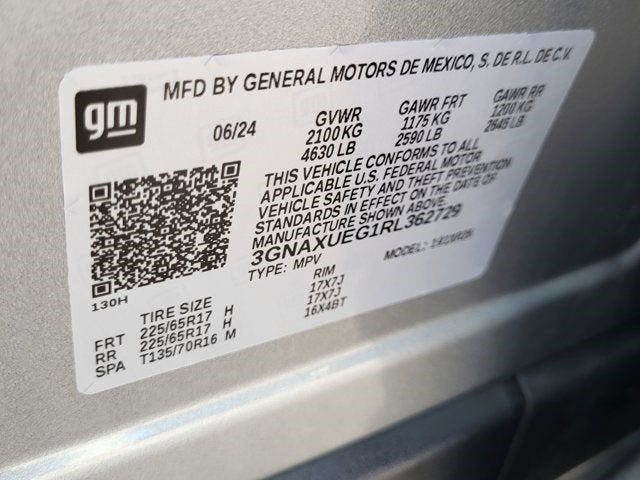 gm
MFD BY GENERAL MOTORS DE MEXICO, S. DE R.L. DE C.V.
06/24 GVWR GAWR FRT GAWR RR
2100 KG 1175 KG 1200 KG
4630 LB 2590 LB 2645 LB
THIS VEHICLE CONFORMS TO ALL
APPLICABLE U.S. FEDERAL MOTOR
VEHICLE SAFETY AND THEFT PREVENTION
STANDARDS IN EFFECT ON THE DATE OF
MANUFACTURE SHOWN ABOVE.
3GNAXUEG1RL362729
TYPE: MPV MODEL:
130H
TIRE SIZE RIM
FRT 225/65R17 H 17X7J
RR 225/65R17 H 17X7J
SPA T135/70R16 M 16X4BT